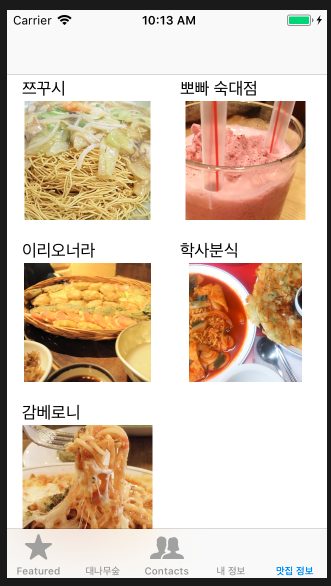 Carrier 10:13 AM
쯔꾸시 뽀빠 숙대점
이리오너라 학사분식
감베로니
Featured 대나무숲 Contacts 내 정보 맛집 정보